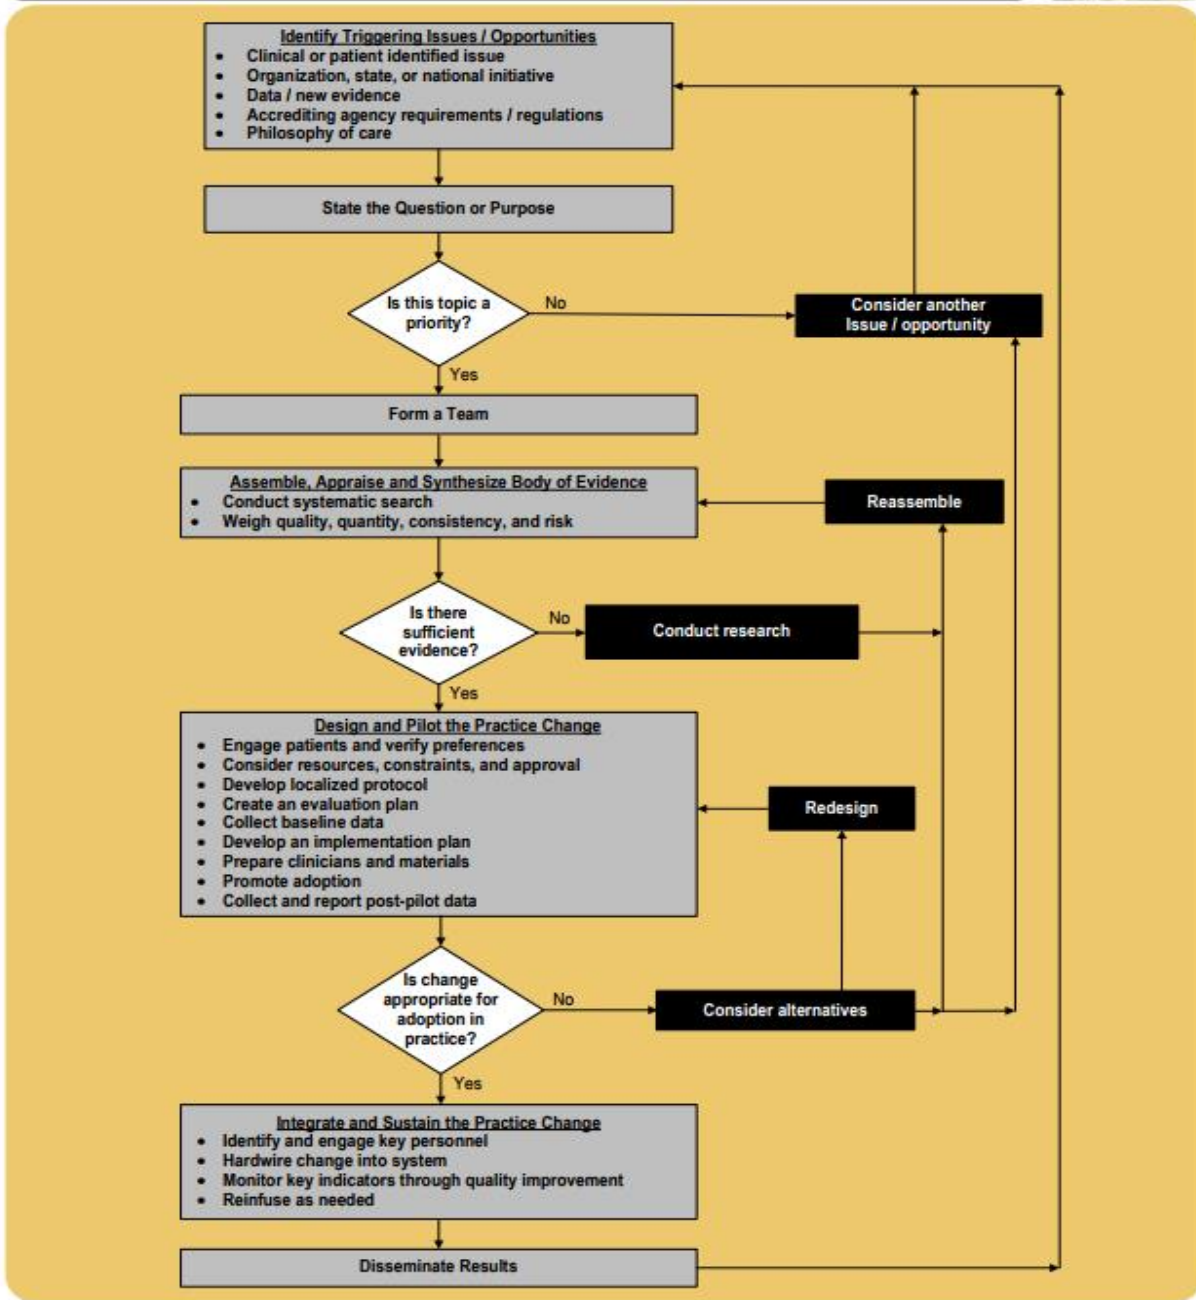 Identify Triggering Issues / Opportunities
• Clinical or patient identified issue
• Organization, state, or national initiative
• Data / new evidence
• Accrediting agency requirements / regulations
• Philosophy of care
State the Question or Purpose
Is this topic a
priority?
No
Consider another
Issue / opportunity
Yes
Form a Team
Assemble, Appraise and Synthesize Body of Evidence
• Conduct systematic search
• Weigh quality, quantity, consistency, and risk
Reassemble
Is there
sufficient
evidence?
No
Conduct research
Yes
Design and Pilot the Practice Change
• Engage patients and verify preferences
• Consider resources, constraints, and approval
• Develop localized protocol
• Create an evaluation plan
• Collect baseline data
• Develop an implementation plan
• Prepare clinicians and materials
• Promote adoption
• Collect and report post-pilot data
Redesign
Is change
appropriate for
adoption in
practice?
No
Consider alternatives
Yes
Integrate and Sustain the Practice Change
• Identify and engage key personnel
• Hardwire change into system
• Monitor key indicators through quality improvement
• Reinfuse as needed
Disseminate Results